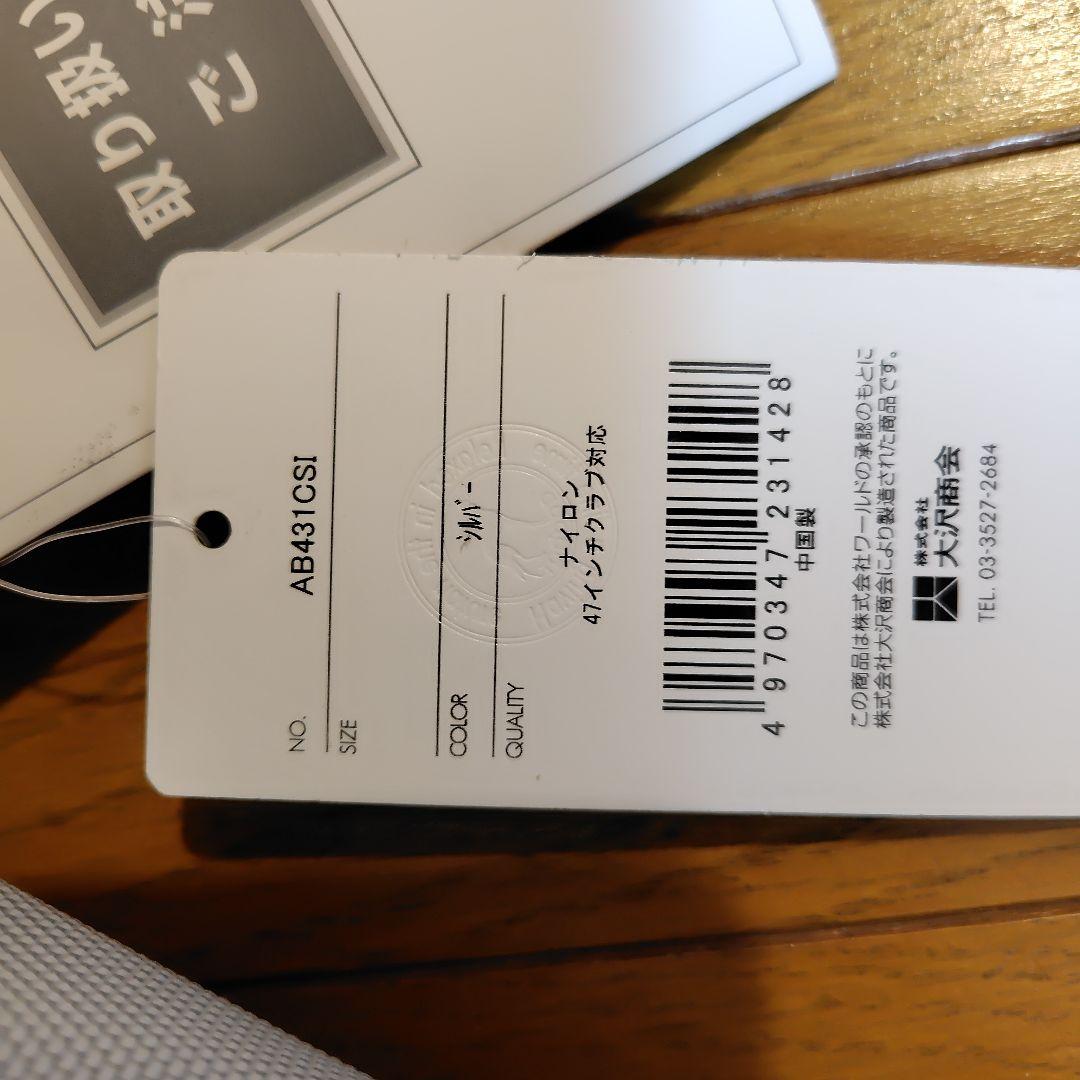 取り扱い
で
NO.
AB431CSI
SIZE
COLOR
シルバー
QUALITY
ナイロン
47インチクラブ対応
4 970347 231428
中国製
この商品は株式会社ワールドの承認のもとに
株式会社大沢商会により製造された商品です。
株式会社
大沢商会
TEL. 03-3527-2684